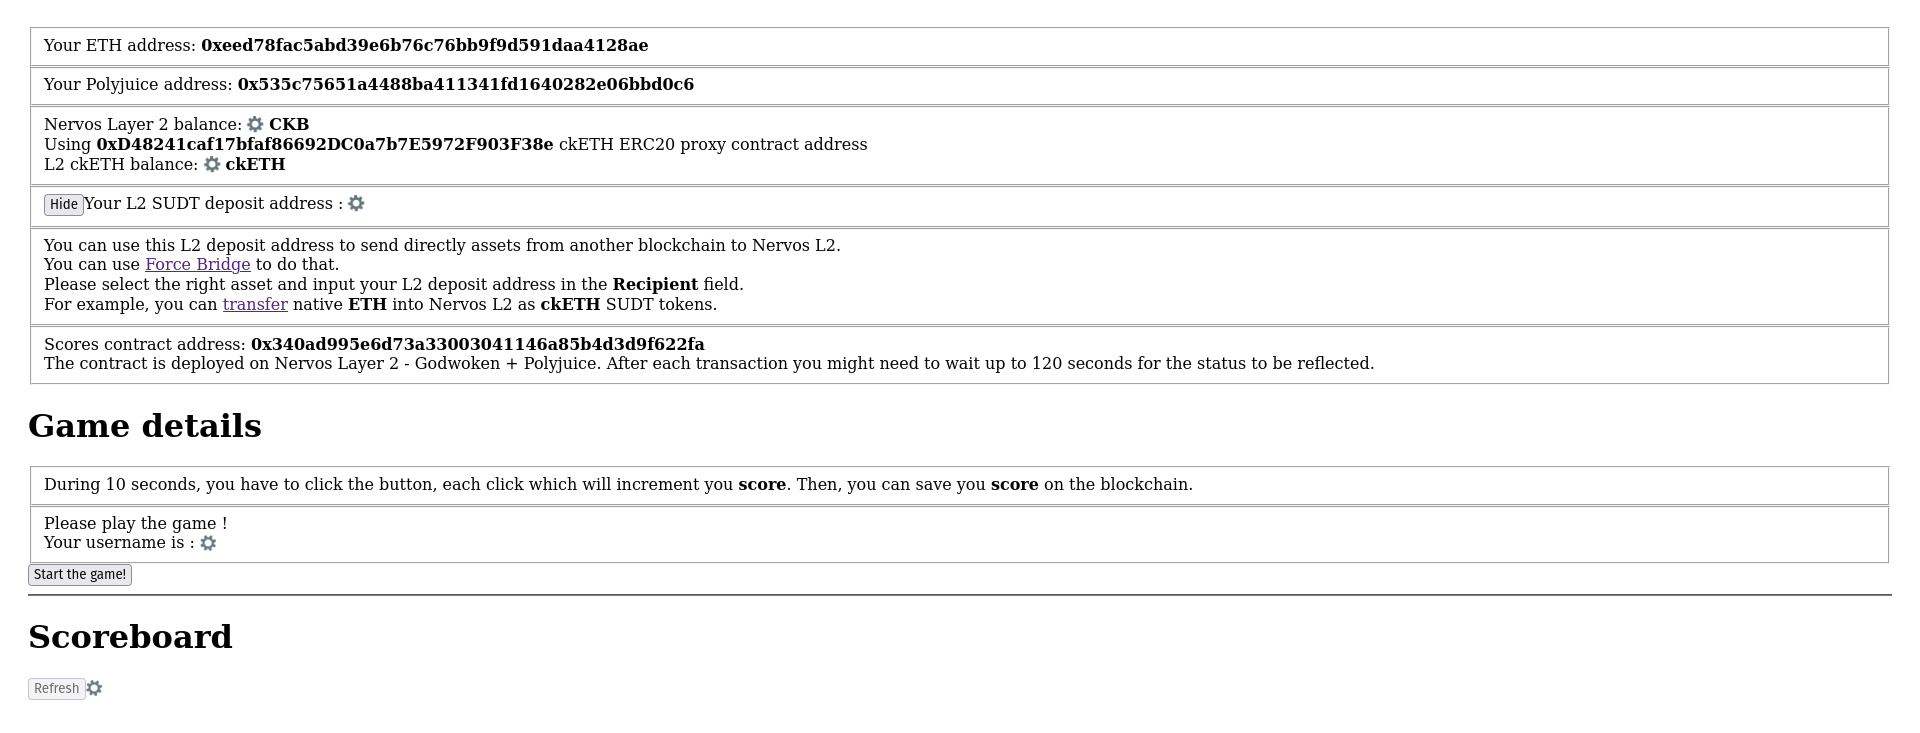 Your ETH address: 0xeed78fac5abd39e6b76c76bb9f9d591daa4128ae
Your Polyjuice address: 0x535c75651a4488ba411341fd1640282e06bbd0c6
Nervos Layer 2 balance: CKB
Using 0xD48241caf17bfaf86692DC0a7b7E5972F903F38e ckETH ERC20 proxy contract address
L2 ckETH balance: ckETH
Hide Your L2 SUDT deposit address :
You can use this L2 deposit address to send directly assets from another blockchain to Nervos L2.
You can use Force Bridge to do that.
Please select the right asset and input your L2 deposit address in the Recipient field.
For example, you can transfer native ETH into Nervos L2 as ckETH SUDT tokens.
Scores contract address: 0x340ad995e6d73a33003041146a85b4d3d9f622fa
The contract is deployed on Nervos Layer 2 - Godwoken + Polyjuice. After each transaction you might need to wait up to 120 seconds for the status to be reflected.
Game details
During 10 seconds, you have to click the button, each click which will increment you score. Then, you can save you score on the blockchain.
Please play the game !
Your username is :
Start the game!
Scoreboard
Refresh